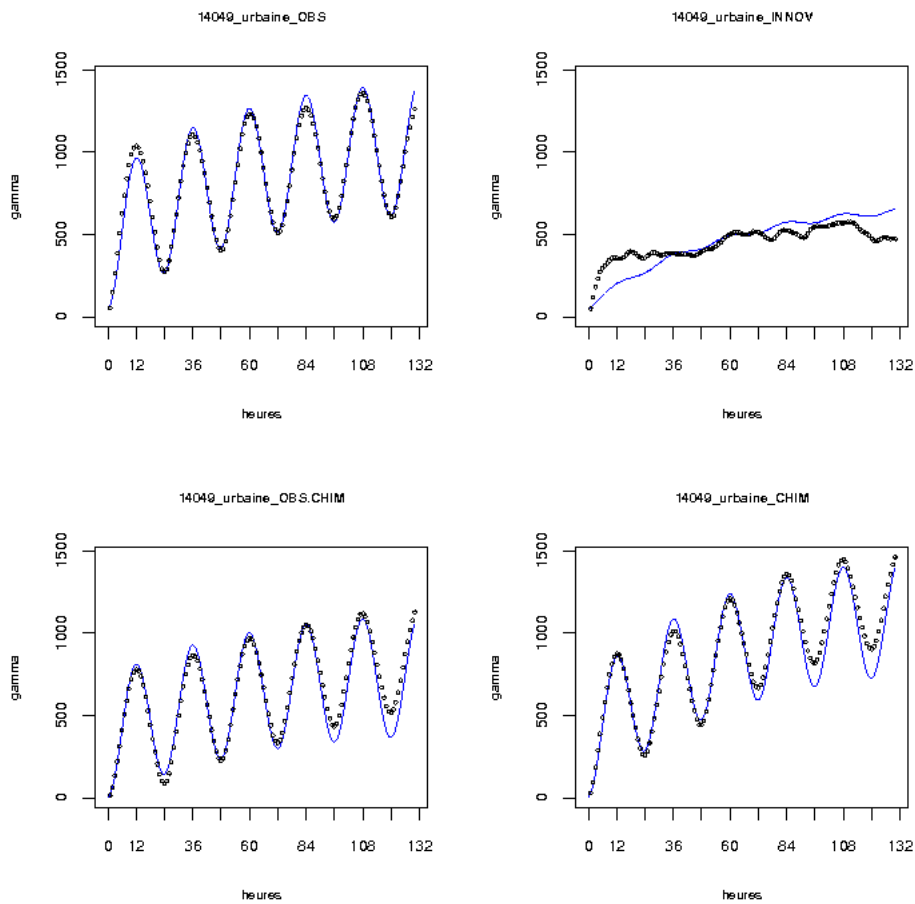 14049_urbaine_OBS
1500
1000
500
0
gamma
0 12 36 60 84 108 132
heures
14049_urbaine_INNOV
1500
1000
500
0
gamma
0 12 36 60 84 108 132
heures
14049_urbaine_OBS.CHIM
1500
1000
500
0
gamma
0 12 36 60 84 108 132
heures
14049_urbaine_CHIM
1500
1000
500
0
gamma
0 12 36 60 84 108 132
heures